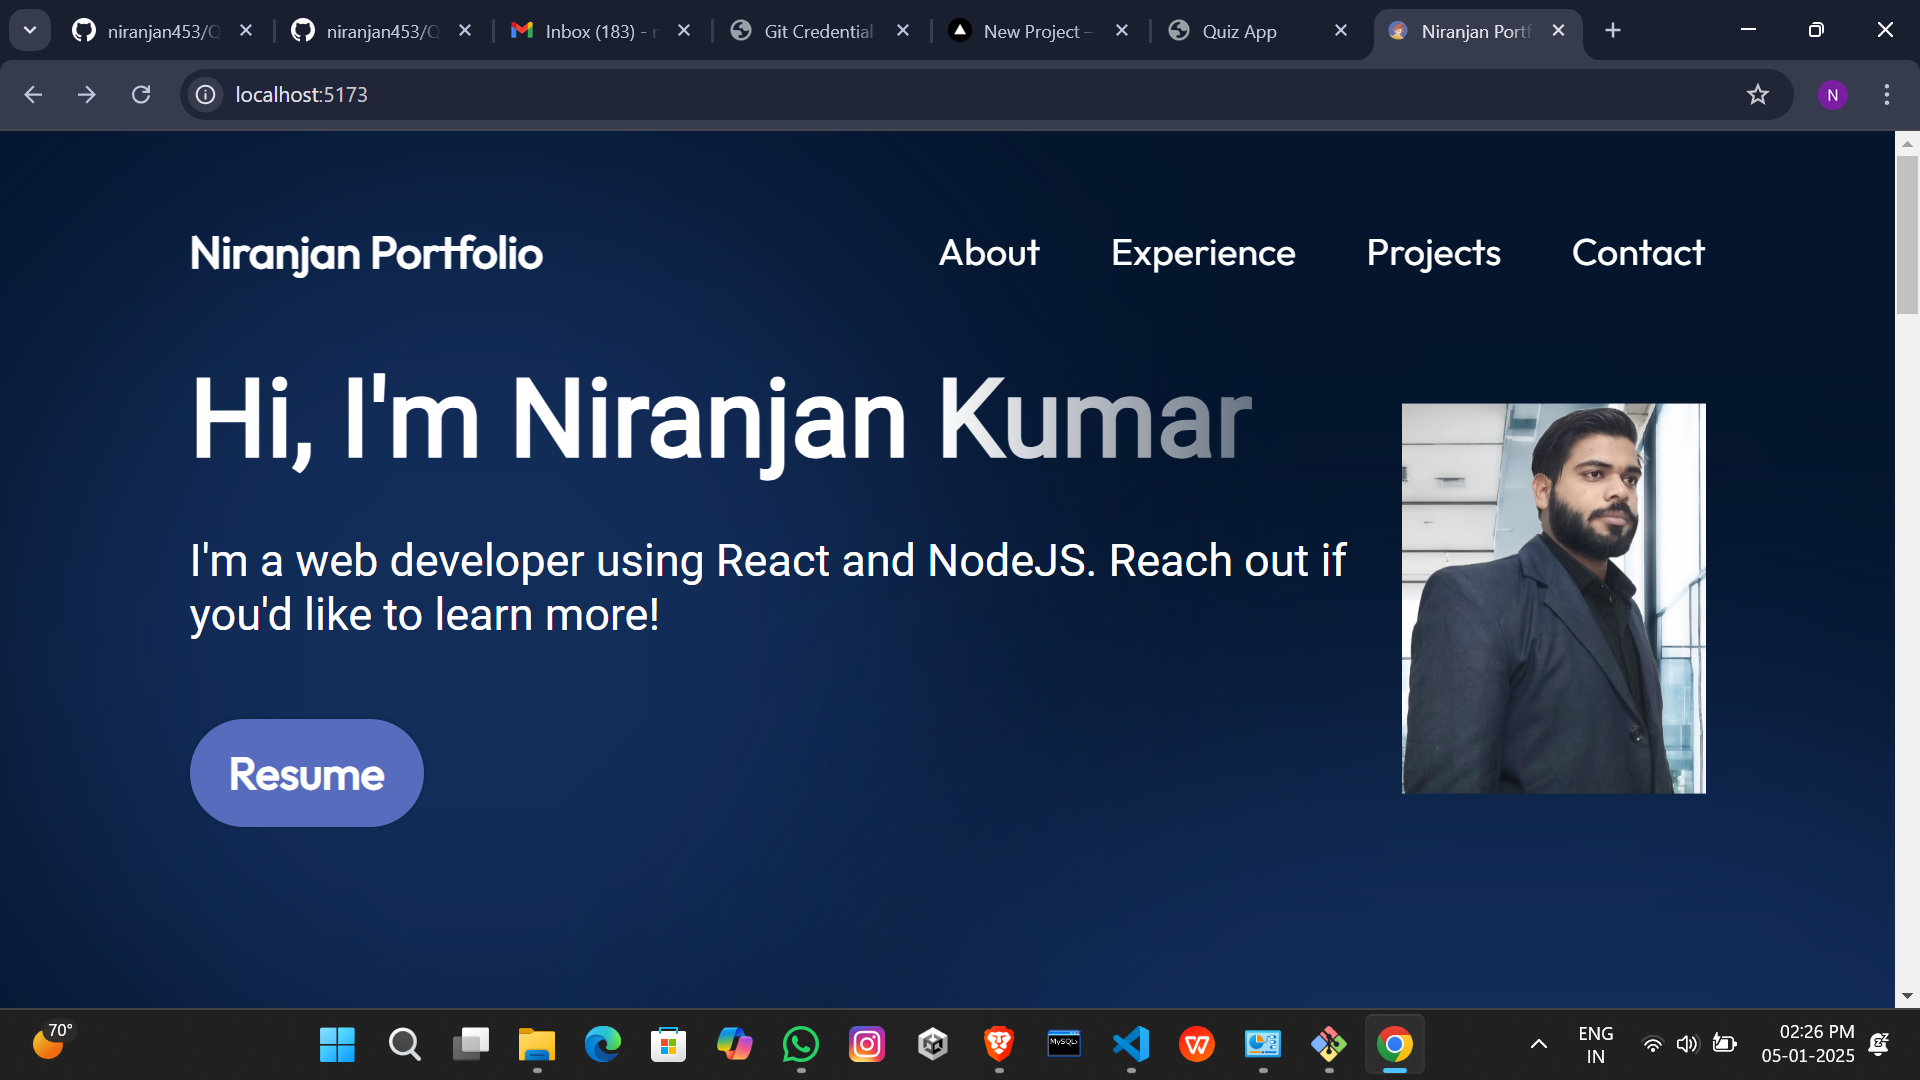 niranjan453/Q
niranjan453/Q
Inbox (183) -
Git Credential
New Project –
Quiz App
Niranjan Portf
localhost:5173
N
Niranjan Portfolio
About
Experience
Projects
Contact
Hi, I'm Niranjan Kumar
I'm a web developer using React and NodeJS. Reach out if
you'd like to learn more!
Resume
70°
MySQL>
W
ENG
IN
02:26 PM
05-01-2025